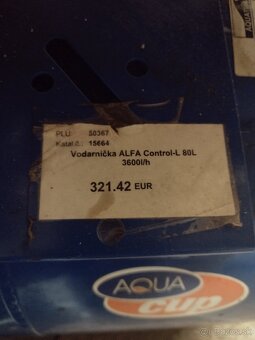 PLU: 50367
Katal.č.: 15664
Vodarnička ALFA Control-L 80L
3600l/h
321.42 EUR
AQUA
cup